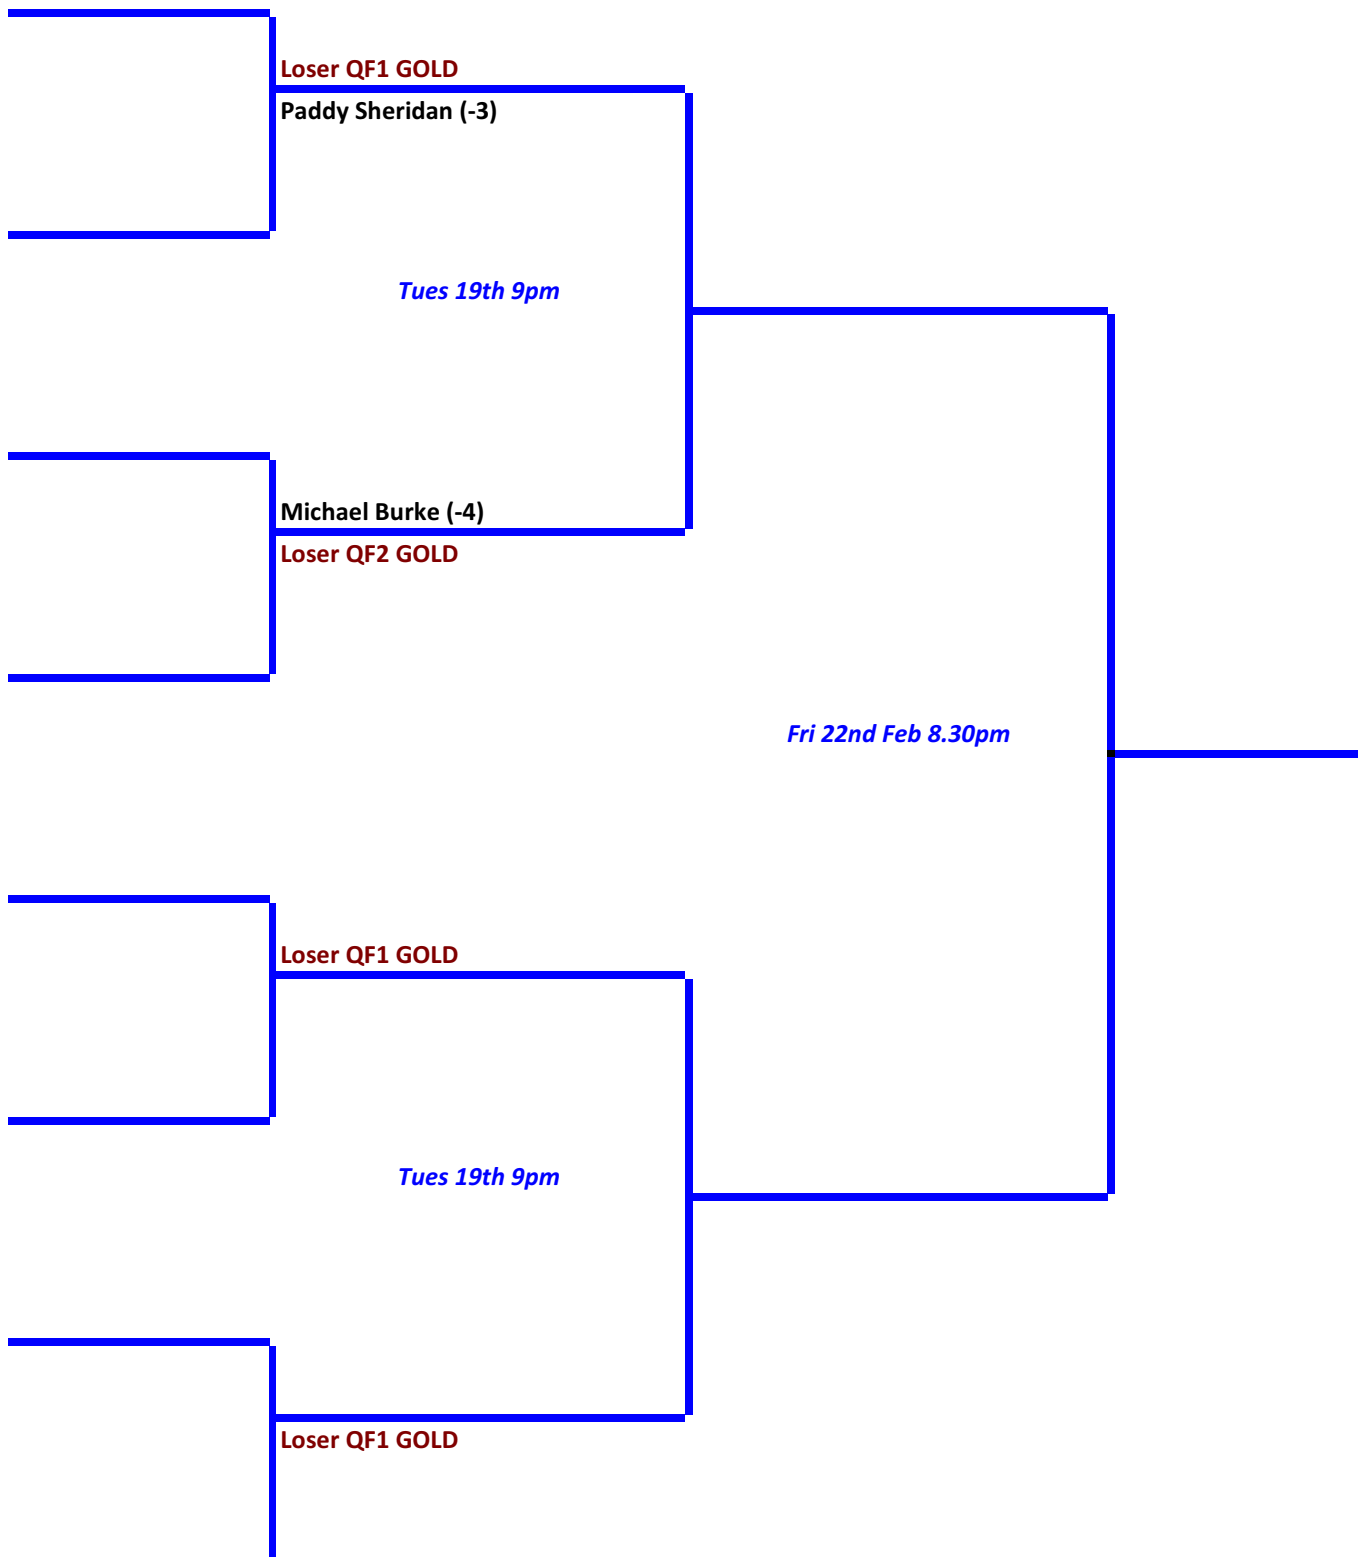 Loser QF1 GOLD
Paddy Sheridan (-3)
Tues 19th 9pm
Michael Burke (-4)
Loser QF2 GOLD
Fri 22nd Feb 8.30pm
Loser QF1 GOLD
Tues 19th 9pm
Loser QF1 GOLD